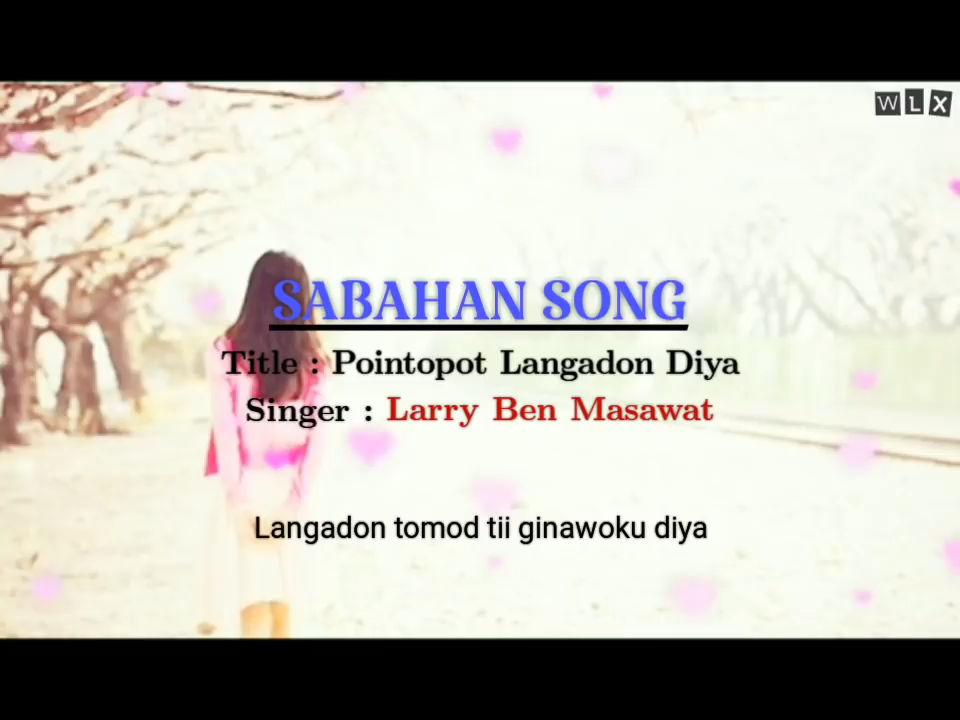 WLX
SABAHAN SONG
Title : Pointopot Langadon Diya
Singer : Larry Ben Masawat
Langadon tomod tii ginawoku diya